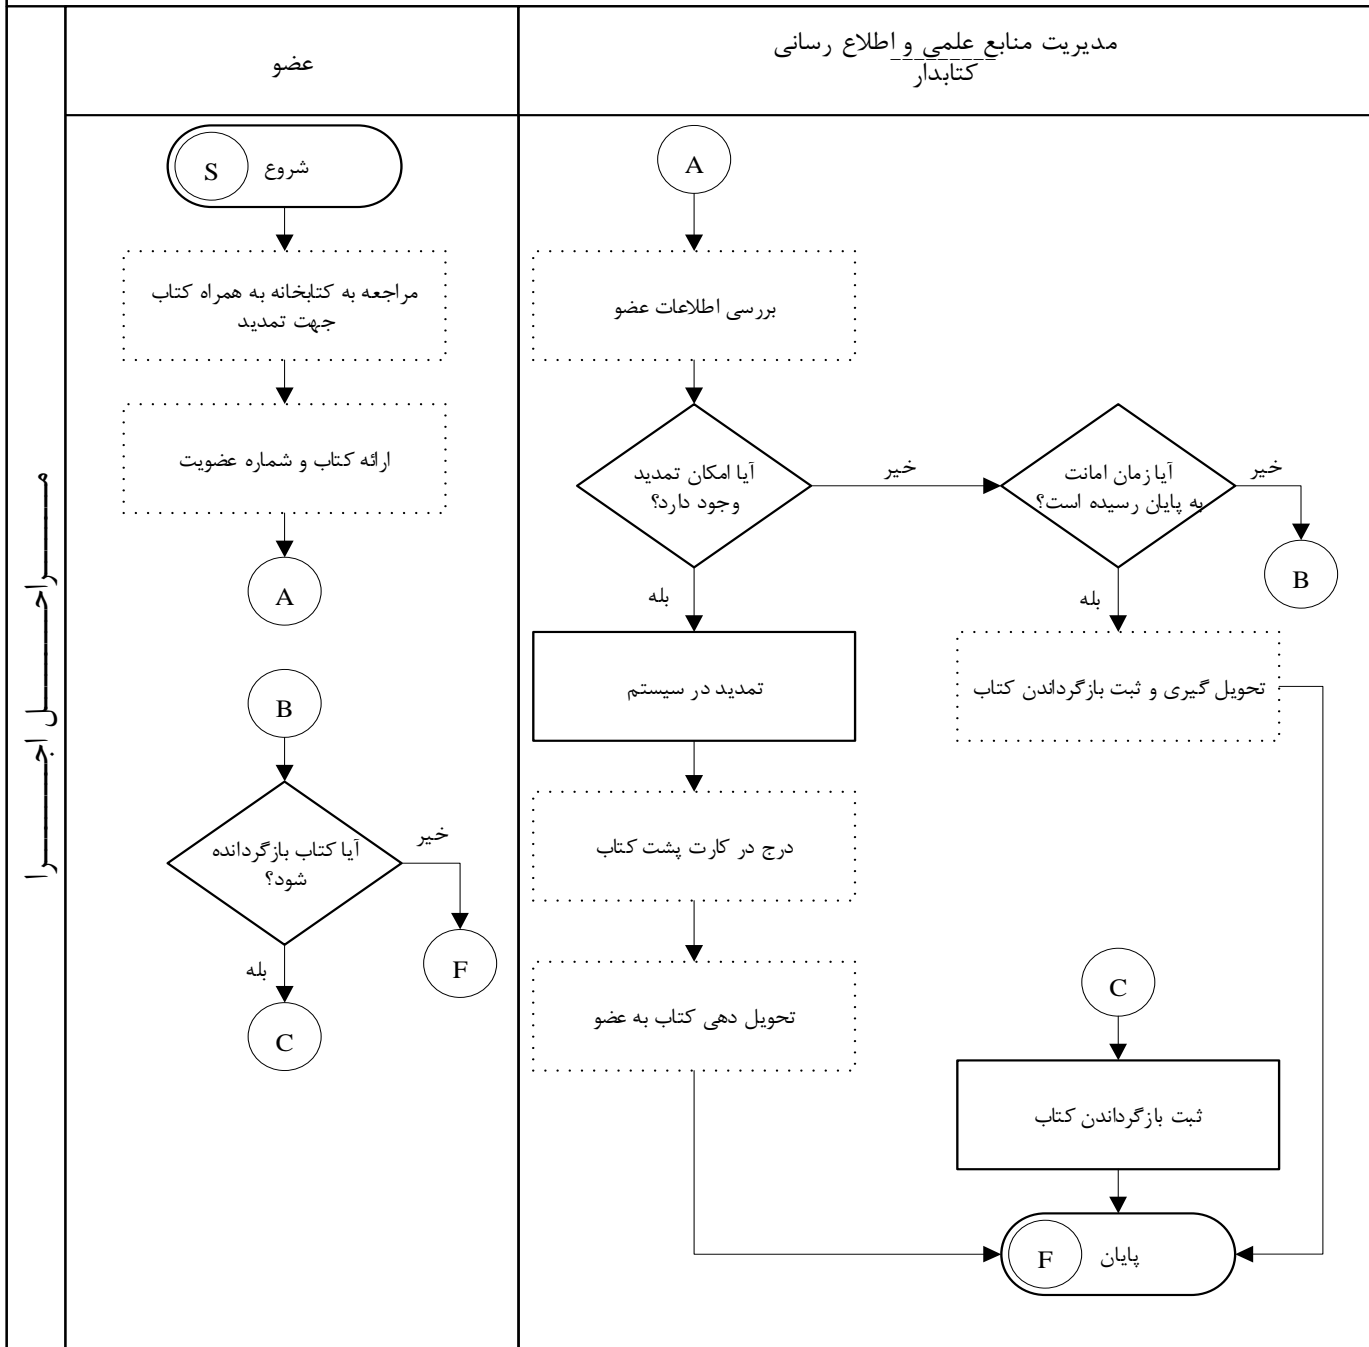 مدیریت منابع علمی و اطلاع رسانی
کتابدار
عضو
مراحل اجرا
شروع
S
مراجعه به کتابخانه به همراه کتاب
جهت تمدید
ارائه کتاب و شماره عضویت
A
B
آیا کتاب بازگردانده
شود؟
خیر
F
بله
C
A
بررسی اطلاعات عضو
آیا امکان تمدید
وجود دارد؟
خیر
آیا زمان امانت
به پایان رسیده است؟
خیر
B
بله
بله
تمدید در سیستم
تحویل گیری و ثبت بازگرداندن کتاب
درج در کارت پشت کتاب
تحویل دهی کتاب به عضو
C
ثبت بازگرداندن کتاب
پایان
F